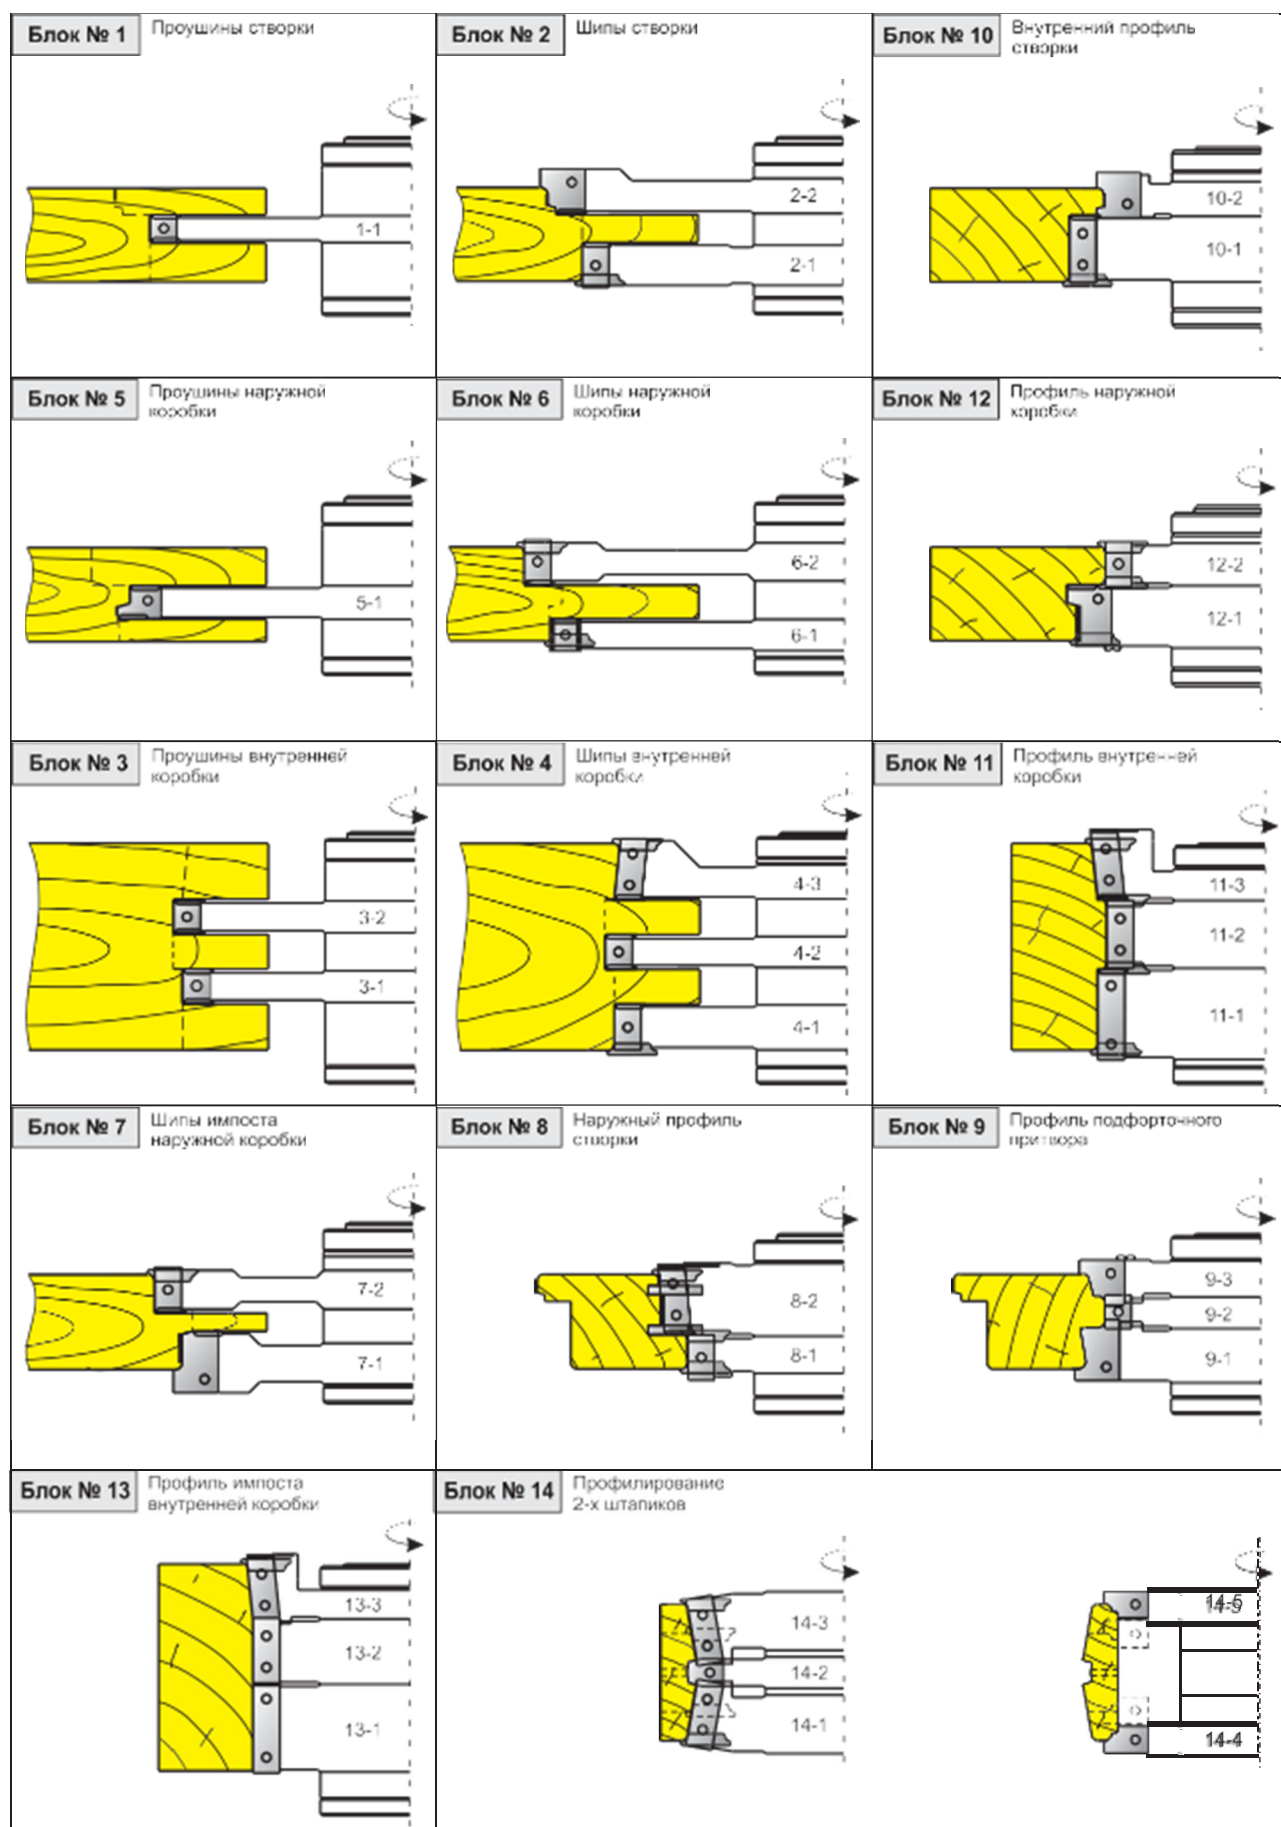 Блок № 1
Проушины створки
1-1
Блок № 2
Шипы створки
2-2
2-1
Блок № 10
Внутренний профиль
створки
10-2
10-1
Блок № 5
Проушины наружной
коробки
5-1
Блок № 6
Шипы наружной
коробки
6-2
6-1
Блок № 12
Профиль наружной
коробки
12-2
12-1
Блок № 3
Проушины внутренней
коробки
3-2
3-1
Блок № 4
Шипы внутренней
коробки
4-3
4-2
4-1
Блок № 11
Профиль внутренней
коробки
11-3
11-2
11-1
Блок № 7
Шипы импоста
наружной коробки
7-2
7-1
Блок № 8
Наружный профиль
створки
8-2
8-1
Блок № 9
Профиль подфорточного
притвора
9-3
9-2
9-1
Блок № 13
Профиль импоста
внутренней коробки
13-3
13-2
13-1
Блок № 14
Профилирование
2-х штапиков
14-3
14-2
14-1
14-5
14-4